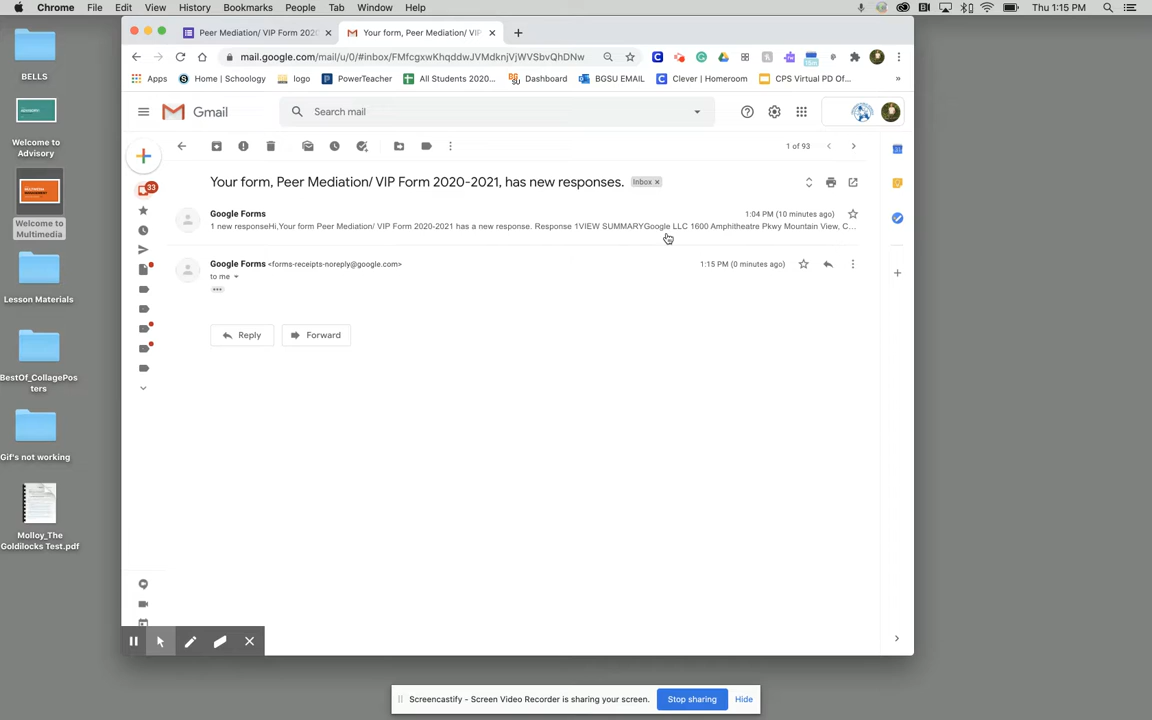 Chrome File Edit View History Bookmarks People Tab Window Help Thu 1:15 PM
Peer Mediation/ VIP Form 202 Your form, Peer Mediation/ VIP
mail.google.com/mail/u/0/#inbox/FMfcgxwKhqddwJVMdknjVjWVSbvQhDNw
Apps Home | Schoology logo PowerTeacher All Students 2020... Dashboard BGSU EMAIL Clever | Homeroom CPS Virtual PD Of... »
Gmail Search mail
1 of 93
33
Your form, Peer Mediation/ VIP Form 2020-2021, has new responses. Inbox x
Google Forms 1:04 PM (10 minutes ago)
1 new responseHi,Your form Peer Mediation/ VIP Form 2020-2021 has a new response. Response 1VIEW SUMMARYGoogle LLC 1600 Amphitheatre Pkwy Mountain View, C...
Google Forms <forms-receipts-noreply@google.com> 1:15 PM (0 minutes ago)
to me
Reply Forward
BELLS
Welcome to
Advisory
Welcome to
Multimedia
Lesson Materials
BestOf_CollagePos
ters
Gif's not working
Molloy_The
Goldilocks Test.pdf
Screencastify - Screen Video Recorder is sharing your screen. Stop sharing Hide